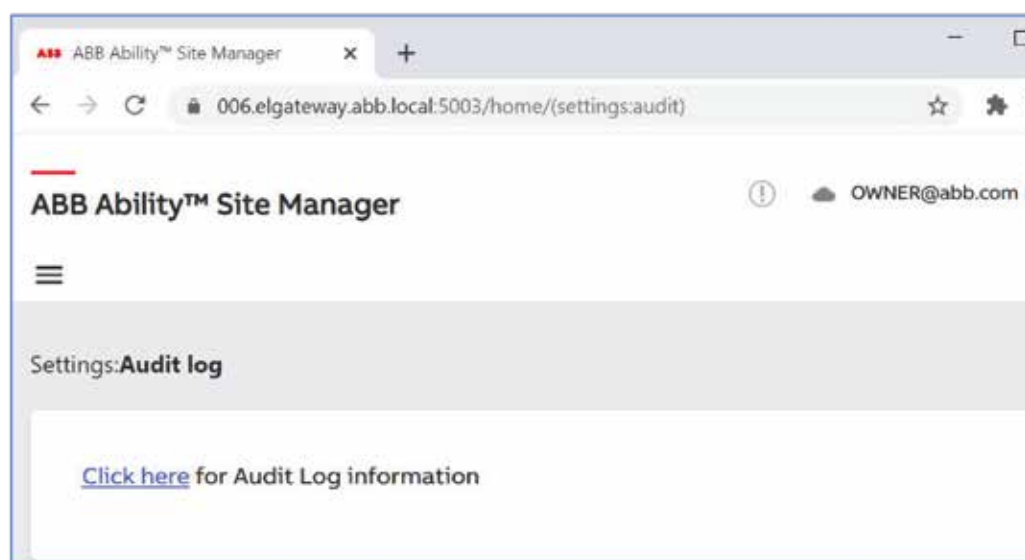 ABB ABB Ability™ Site Manager
006.elgateway.abb.local:5003/home/(settings:audit)
ABB Ability™ Site Manager
OWNER@abb.com
Settings:Audit log
Click here for Audit Log information